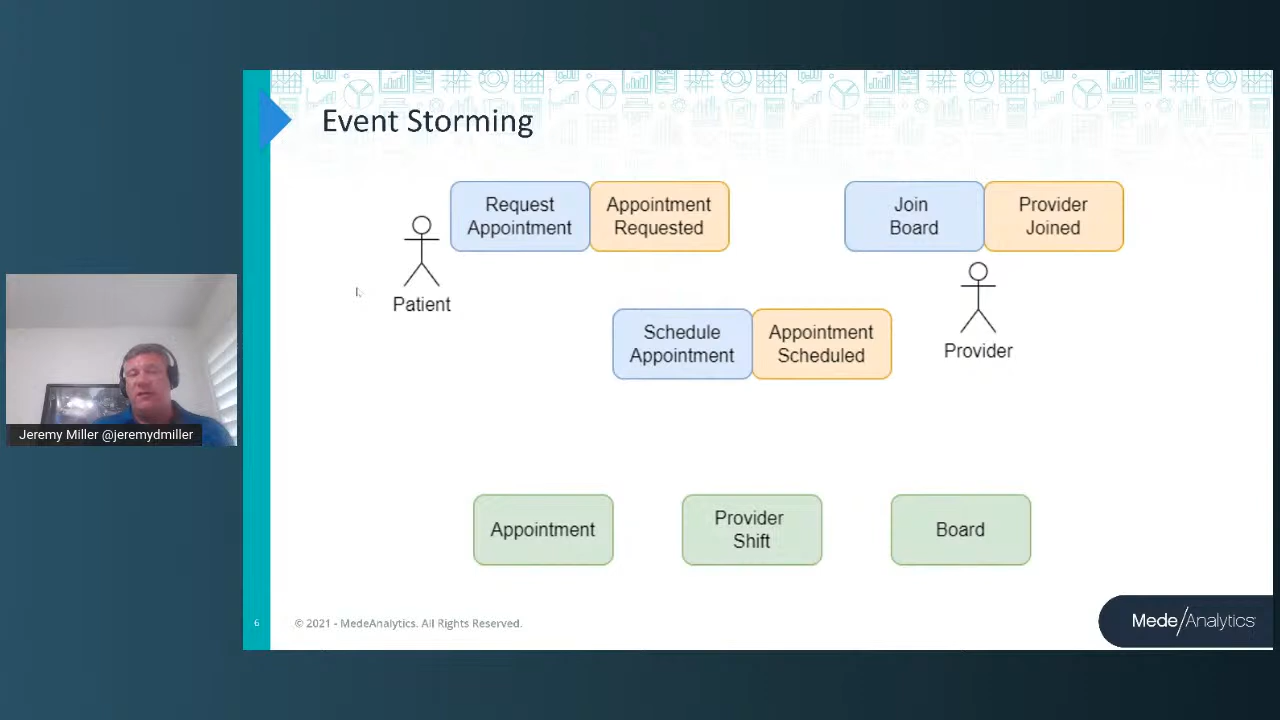 Event Storming
Request
Appointment
Appointment
Requested
Join
Board
Provider
Joined
Patient
Schedule
Appointment
Appointment
Scheduled
Provider
Jeremy Miller @jeremydmiller
Appointment
Provider
Shift
Board
6
© 2021 - MedeAnalytics. All Rights Reserved.
Mede/Analytics